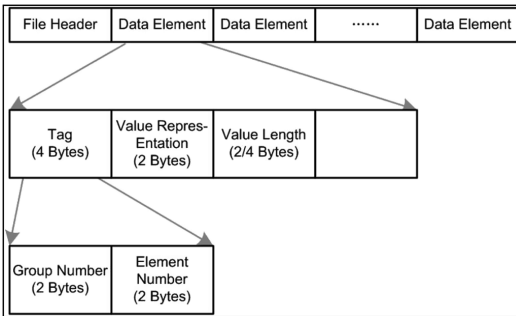 File Header Data Element Data Element ...... Data Element
Tag
(4 Bytes)
Value Repres-
Entation
(2 Bytes)
Value Length
(2/4 Bytes)
Group Number
(2 Bytes)
Element
Number
(2 Bytes)